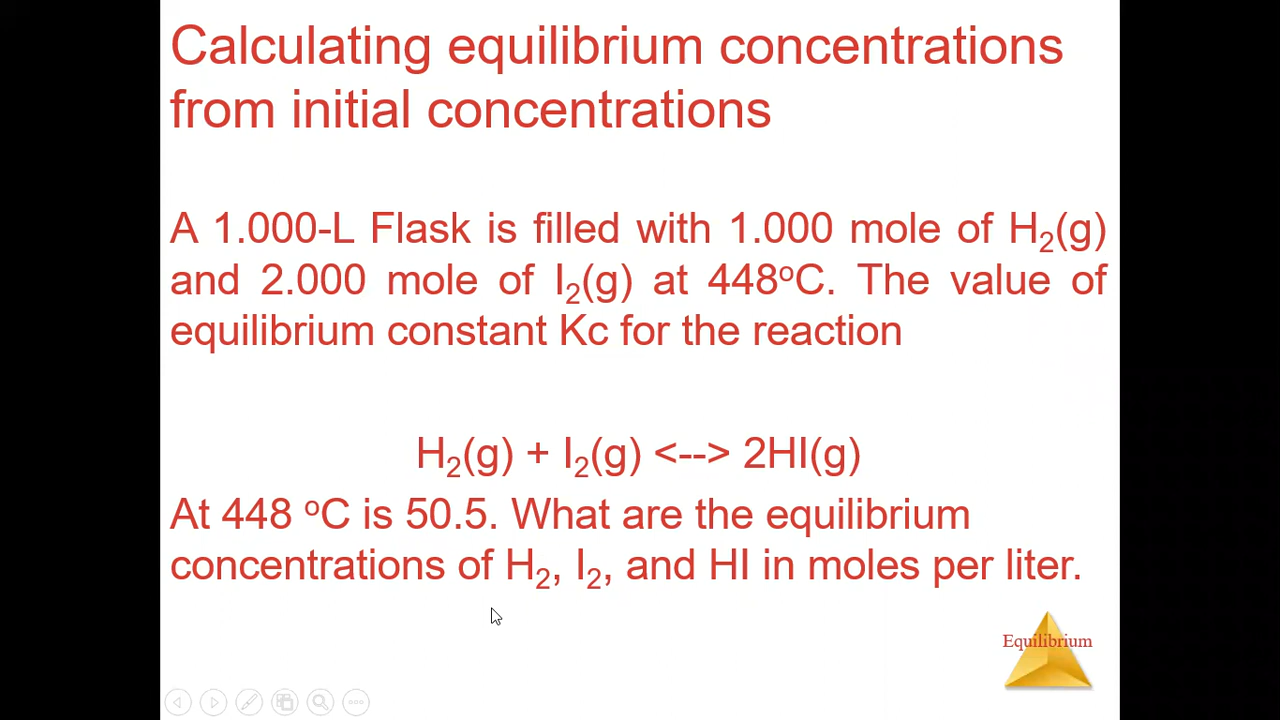 Calculating equilibrium concentrations
from initial concentrations
A 1.000-L Flask is filled with 1.000 mole of H₂(g)
and 2.000 mole of I₂(g) at 448ºC. The value of
equilibrium constant Kc for the reaction
H₂(g) + I₂(g) <--> 2HI(g)
At 448 ºC is 50.5. What are the equilibrium
concentrations of H₂, I₂, and HI in moles per liter.
Equilibrium